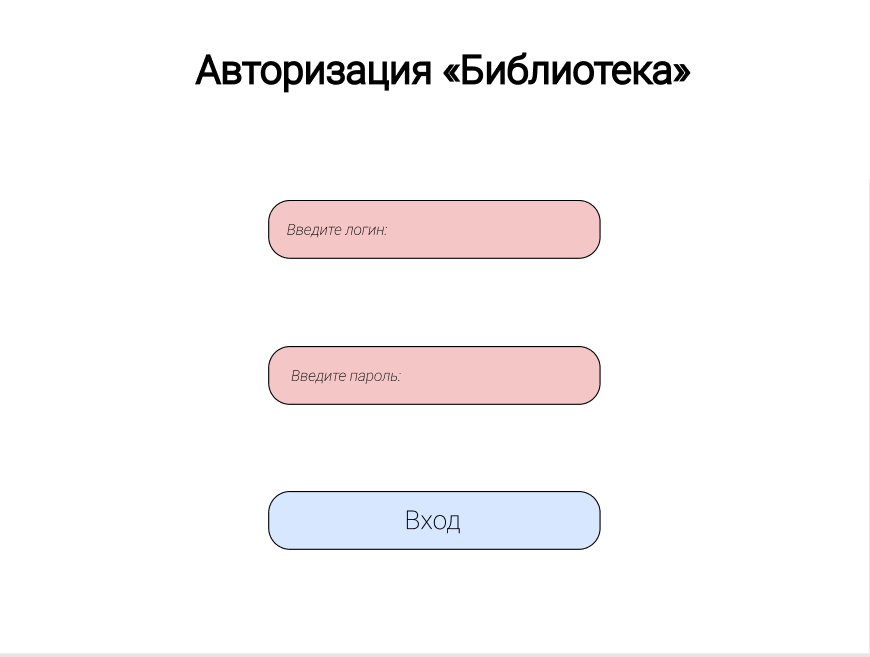 Авторизация «Библиотека»
Введите логин:
Введите пароль:
Вход